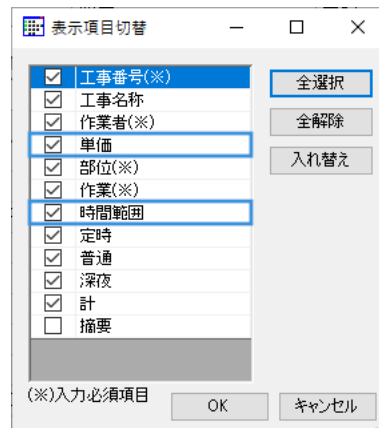 表示項目切替
工事番号(※)
工事名称
作業者(※)
単価
部位(※)
作業(※)
時間範囲
定時
普通
深夜
計
摘要
全選択
全解除
入れ替え
(※)入力必須項目
OK
キャンセル